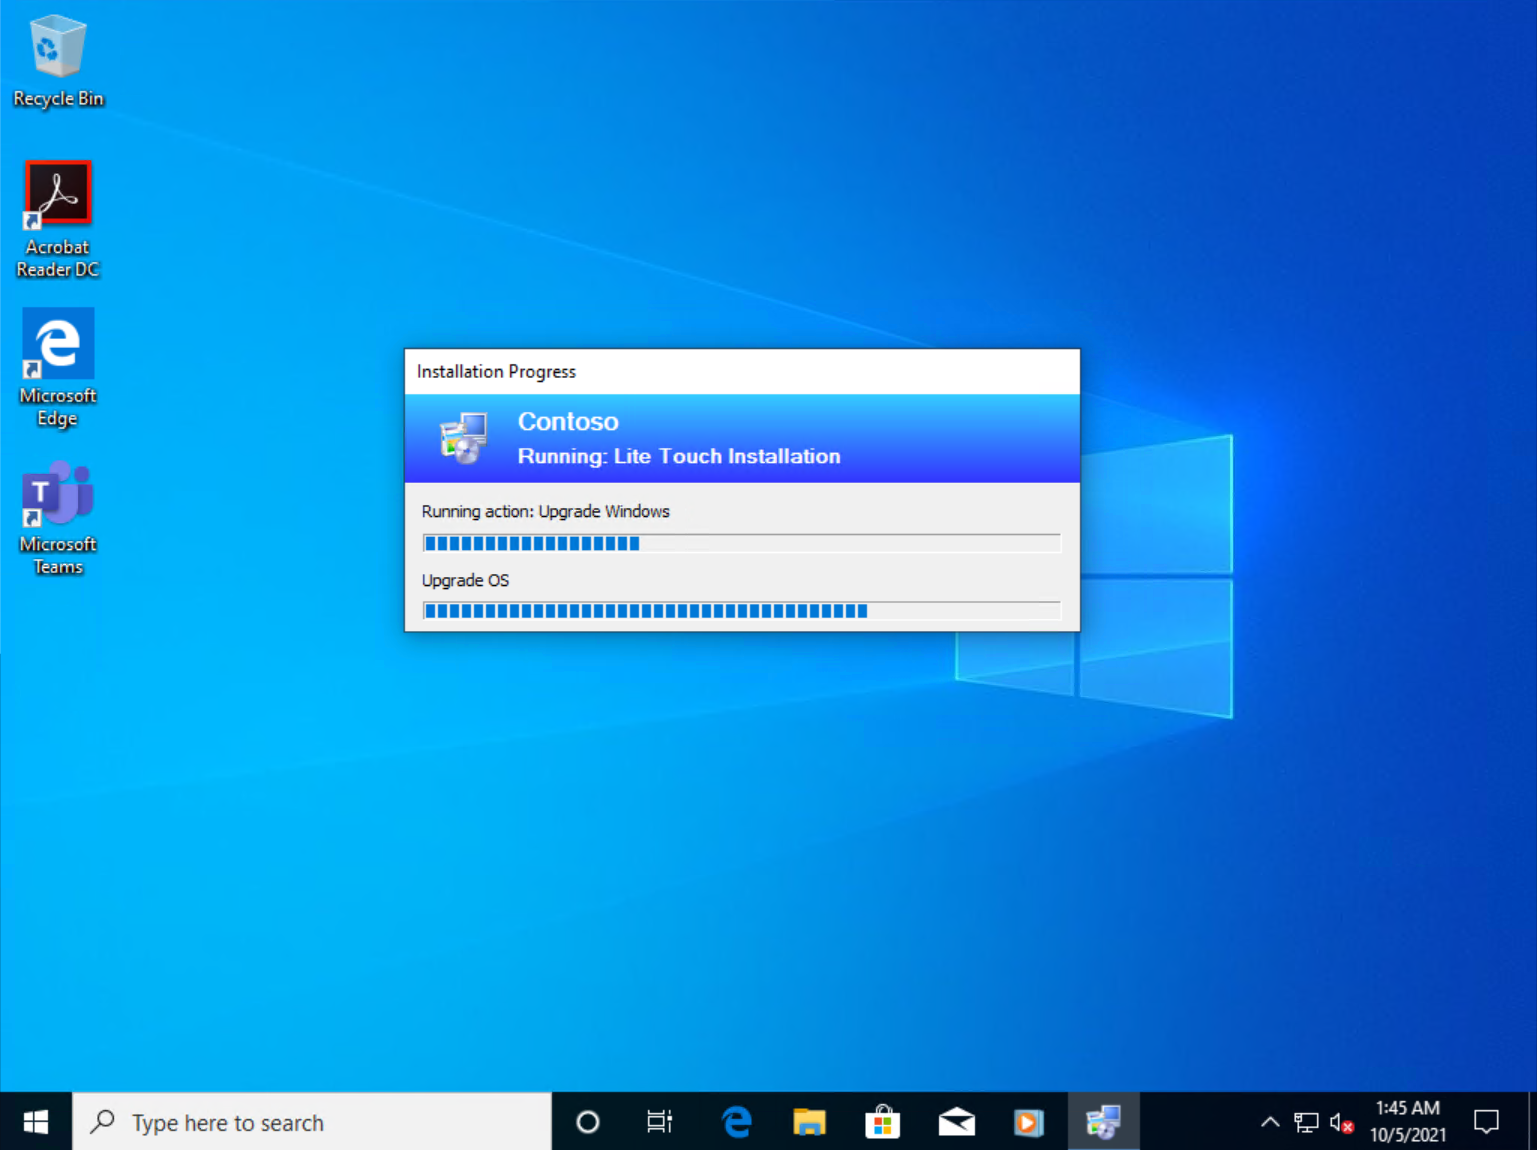 Recycle Bin
Acrobat
Reader DC
Microsoft
Edge
T
Microsoft
Teams
Installation Progress
Contoso
Running: Lite Touch Installation
Running action: Upgrade Windows
Upgrade OS
Type here to search
1:45 AM
10/5/2021